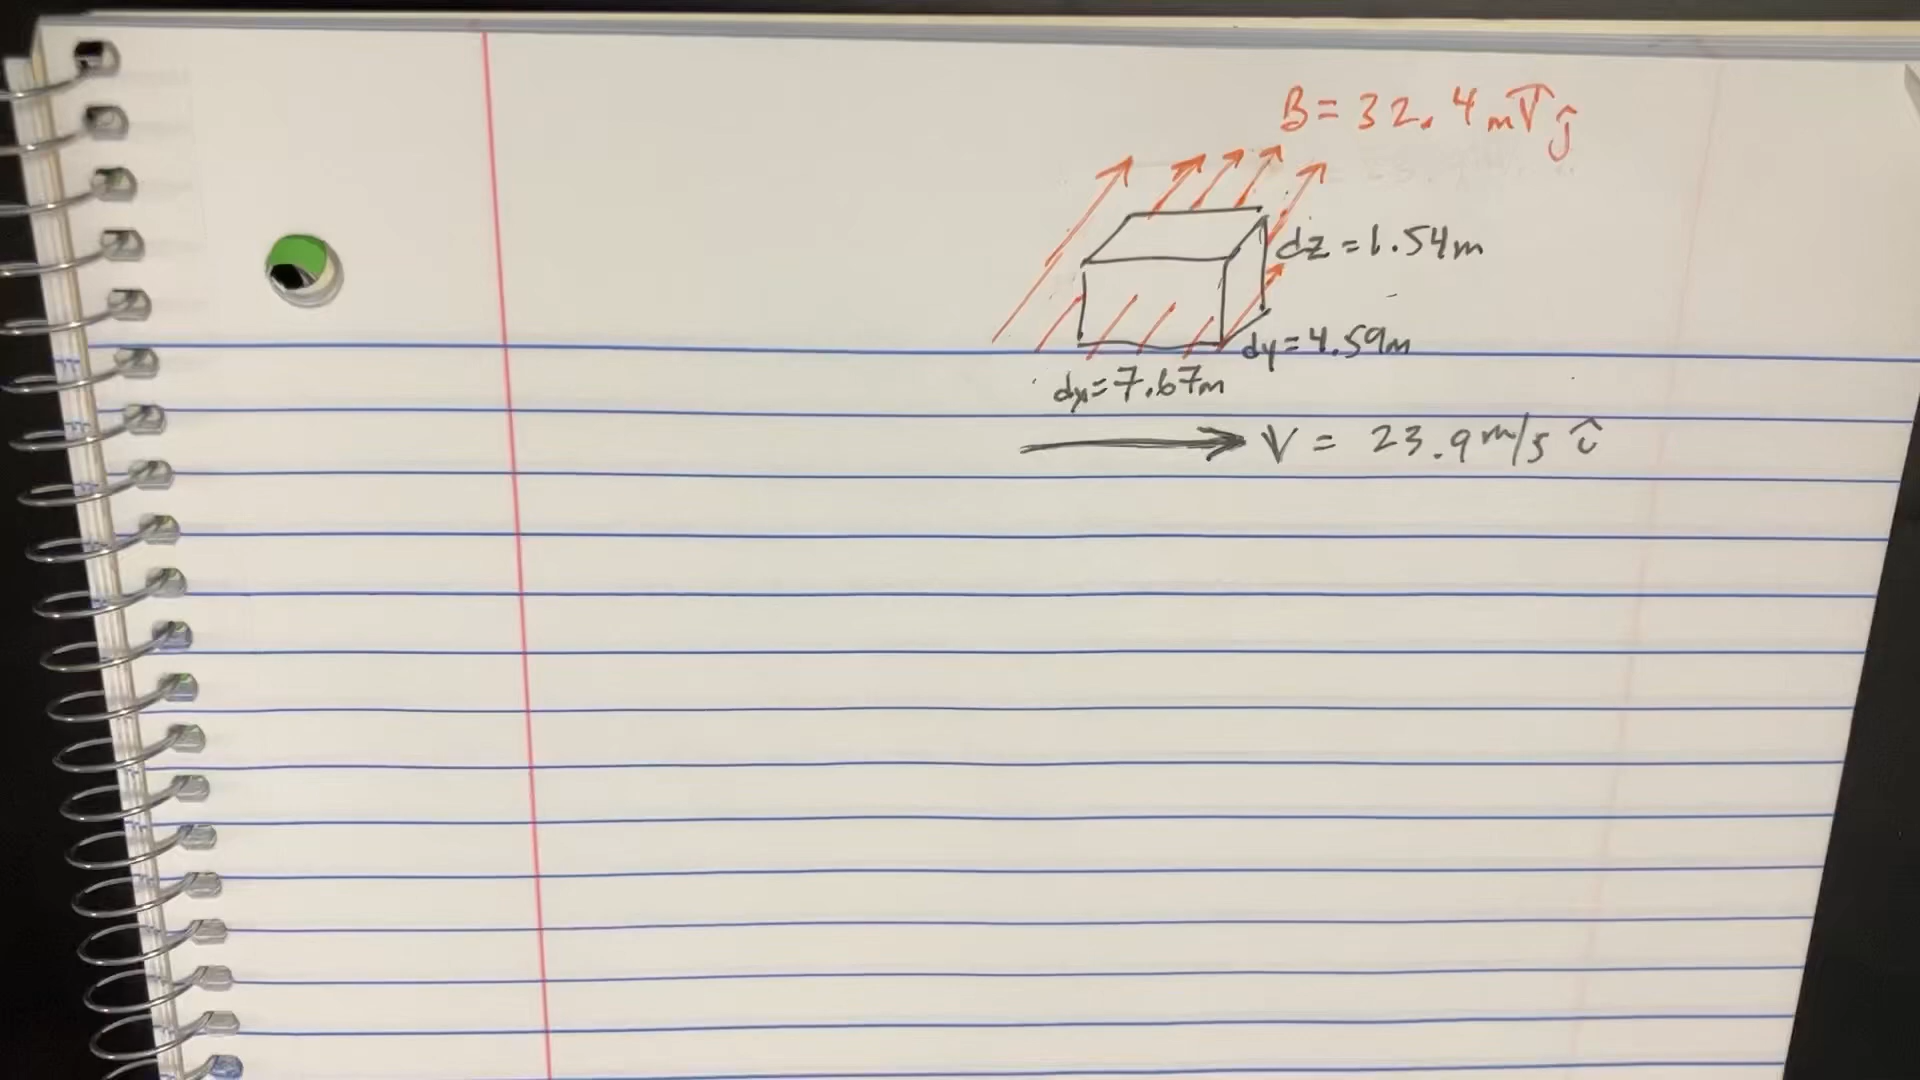 B = 32.4 mT ĵ
dz = 1.54m
dy = 4.59m
dx = 7.67m
V = 23.9 m/s î